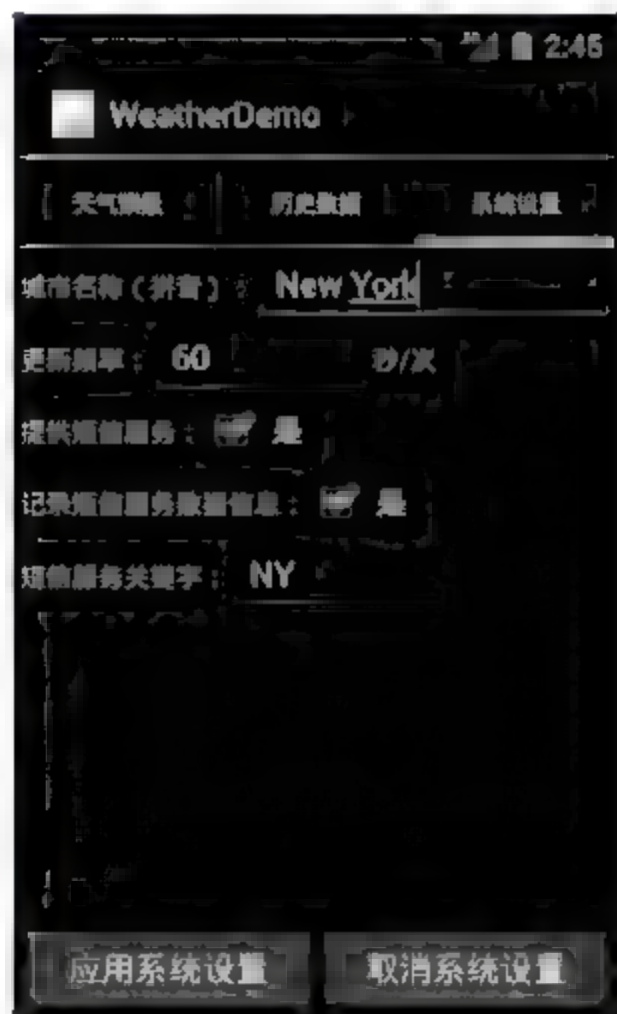 2:45
WeatherDemo
天气预报 历史数据 系统设置
城市名称（拼音）： New York
更新频率： 60 秒/次
提供短信服务： 是
记录短信服务数据信息： 是
短信服务关键字： NY
应用系统设置 取消系统设置